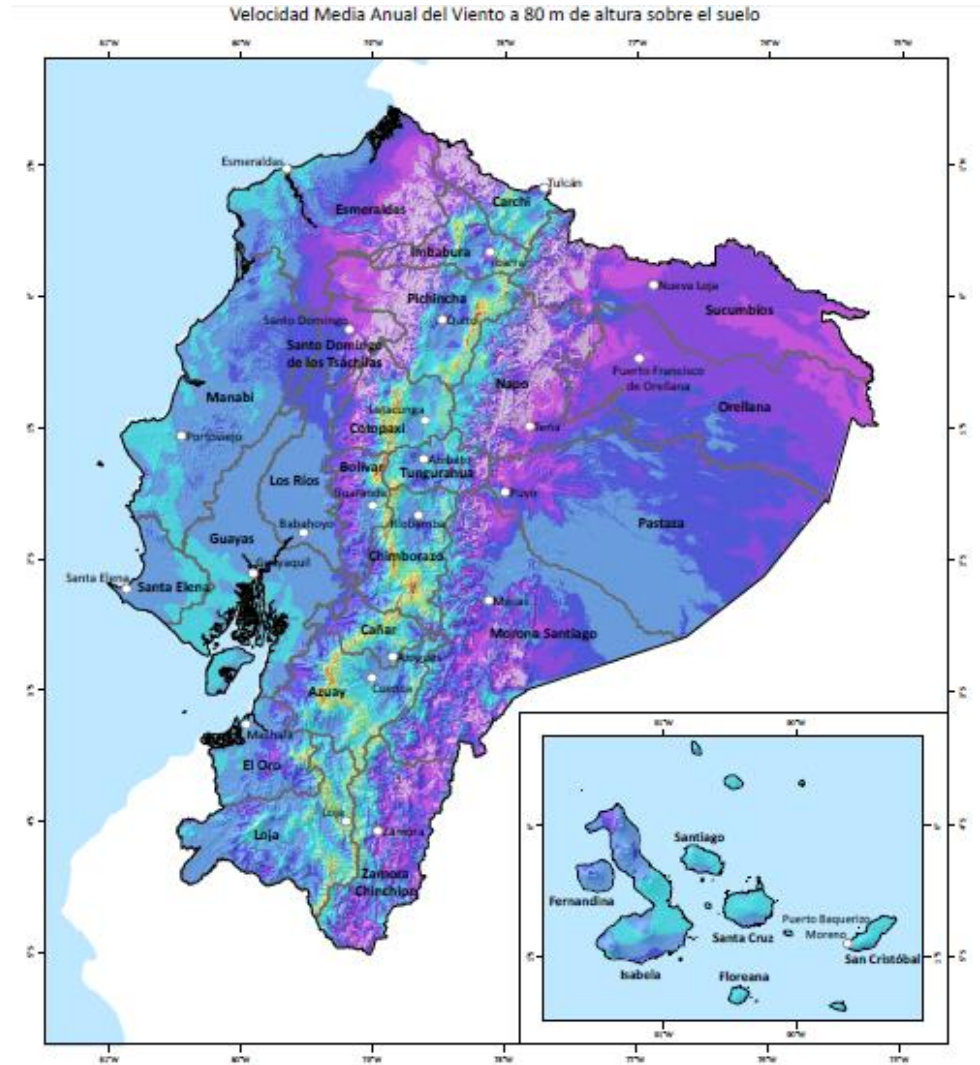 Velocidad Media Anual del Viento a 80 m de altura sobre el suelo
Esmeraldas
Tulcán
Carchi
Esmeraldas
Imbabura
Ibarra
Nueva Loja
Pichincha
Sucumbíos
Quito
Santo Domingo
Santo Domingo
de los Tsáchilas
Puerto Francisco
de Orellana
Napo
Manabí
Orellana
Latacunga
Cotopaxi
Tena
Portoviejo
Ambato
Bolívar
Tungurahua
Los Ríos
Guaranda
Puyo
Riobamba
Babahoyo
Pastaza
Guayas
Chimborazo
Guayaquil
Santa Elena
Santa Elena
Macas
Cañar
Morona Santiago
Azogues
Cuenca
Azuay
Machala
El Oro
Loja
Loja
Zamora
Zamora
Chinchipe
Santiago
Fernandina
Puerto Baquerizo
Moreno
Santa Cruz
San Cristóbal
Isabela
Floreana